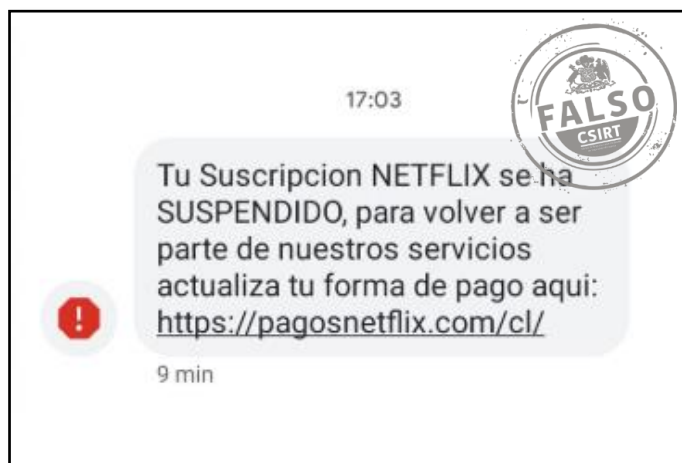 17:03
FALSO
CSIRT
Tu Suscripcion NETFLIX se ha
SUSPENDIDO, para volver a ser
parte de nuestros servicios
actualiza tu forma de pago aqui:
https://pagosnetflix.com/cl/
9 min